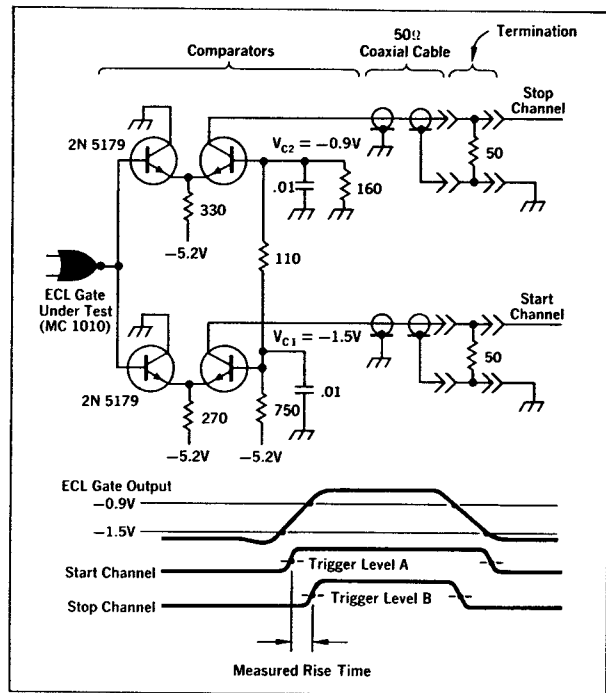 Comparators
50Ω
Coaxial Cable
Termination
Stop
Channel
2N 5179
V_C2 = −0.9V
.01
160
50
330
−5.2V
110
ECL Gate
Under Test
(MC 1010)
Start
Channel
V_C1 = −1.5V
50
2N 5179
270
750
.01
−5.2V
−5.2V
ECL Gate Output
−0.9V
−1.5V
Start Channel
Trigger Level A
Stop Channel
Trigger Level B
Measured Rise Time